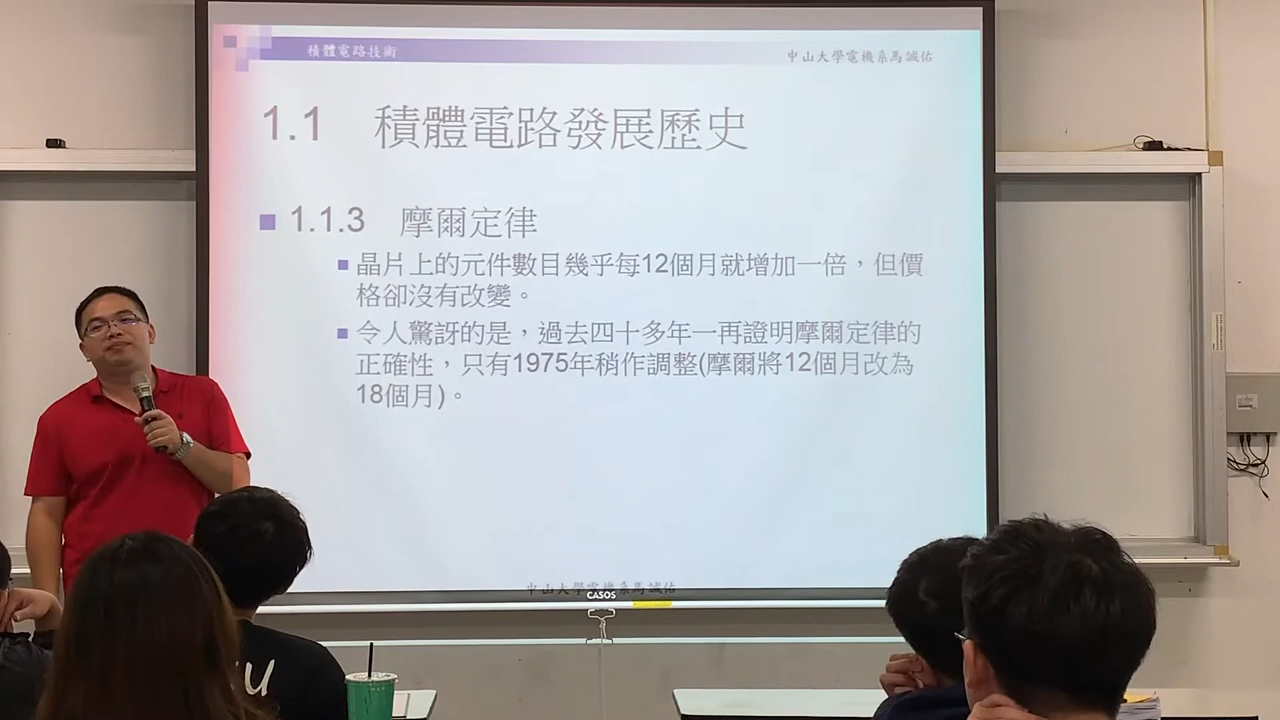 積體電路技術
中山大學電機系馬誠佑
1.1 積體電路發展歷史
1.1.3 摩爾定律
晶片上的元件數目幾乎每12個月就增加一倍，但價
格卻沒有改變。
令人驚訝的是，過去四十多年一再證明摩爾定律的
正確性，只有1975年稍作調整(摩爾將12個月改為
18個月)。
中山大學電機系馬誠佑
CASOS